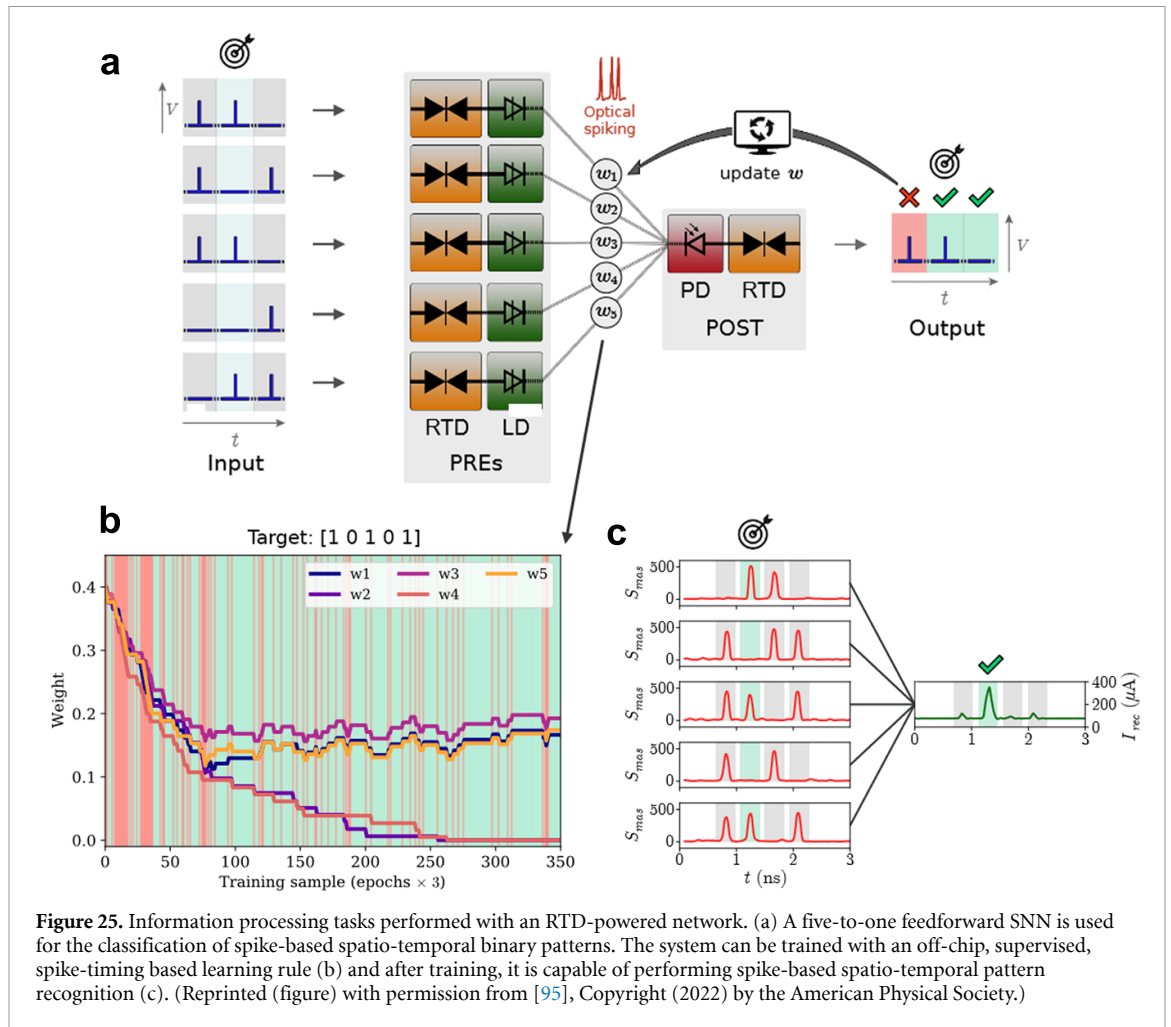 a
V
Optical
spiking
w1
w2
w3
w4
w5
update w
V
PD RTD
POST
t
Output
RTD LD
PREs
t
Input
b
Target: [1 0 1 0 1]
w1 w3 w5
w2 w4
Weight
0.4
0.3
0.2
0.1
0.0
0 50 100 150 200 250 300 350
Training sample (epochs × 3)
c
Smas
500
0
Smas
500
0
Smas
500
0
Smas
500
0
Smas
500
0
0 1 2 3
t (ns)
400
200
0
Irec (μA)
0 1 2 3
Figure 25. Information processing tasks performed with an RTD-powered network. (a) A five-to-one feedforward SNN is used
for the classification of spike-based spatio-temporal binary patterns. The system can be trained with an off-chip, supervised,
spike-timing based learning rule (b) and after training, it is capable of performing spike-based spatio-temporal pattern
recognition (c). (Reprinted (figure) with permission from [95], Copyright (2022) by the American Physical Society.)